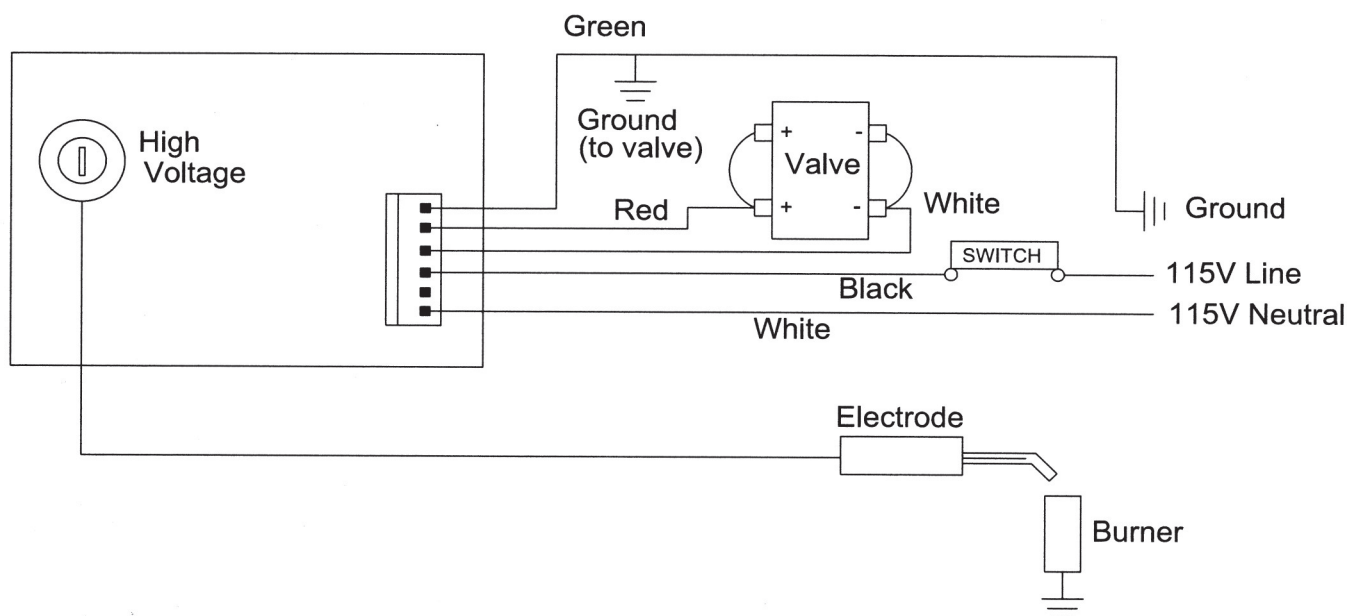 Green
High
Voltage
Ground
(to valve)
+ -
Valve
+ -
Red
White
Ground
SWITCH
115V Line
Black
115V Neutral
White
Electrode
Burner